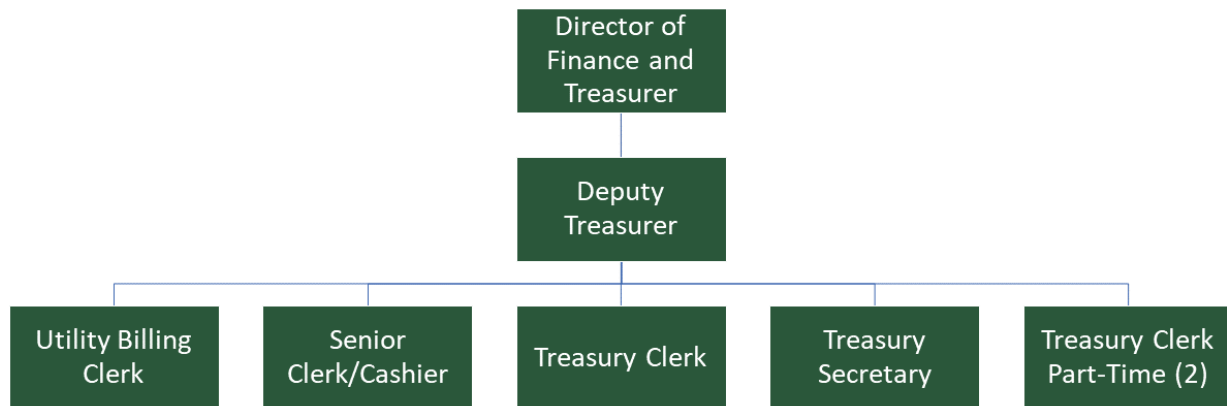 Director of
Finance and
Treasurer
Deputy
Treasurer
Utility Billing
Clerk
Senior
Clerk/Cashier
Treasury Clerk
Treasury
Secretary
Treasury Clerk
Part-Time (2)